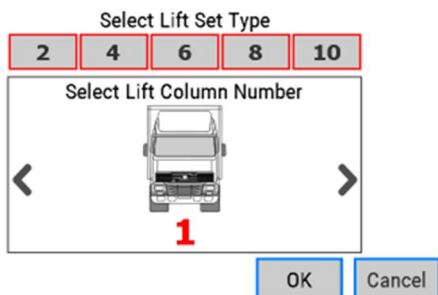 Select Lift Set Type
2 4 6 8 10
Select Lift Column Number
1
OK Cancel